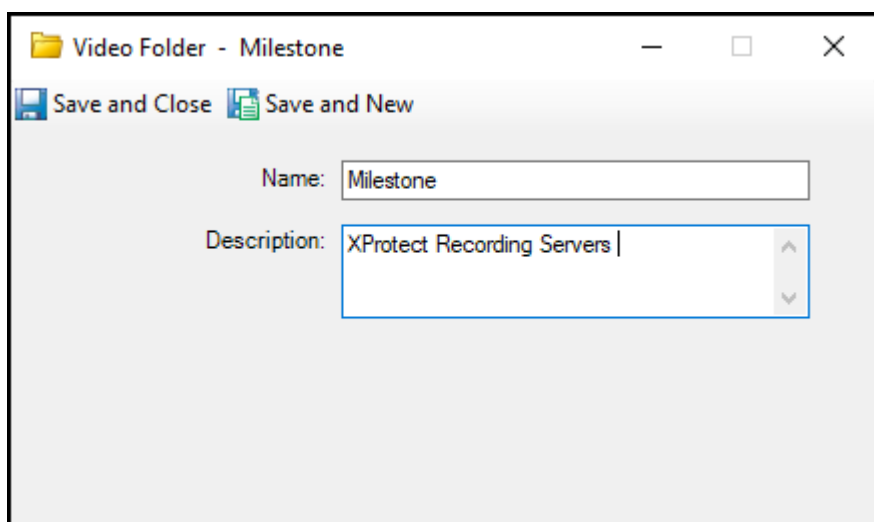 Video Folder - Milestone
Save and Close Save and New
Name: Milestone
Description: XProtect Recording Servers